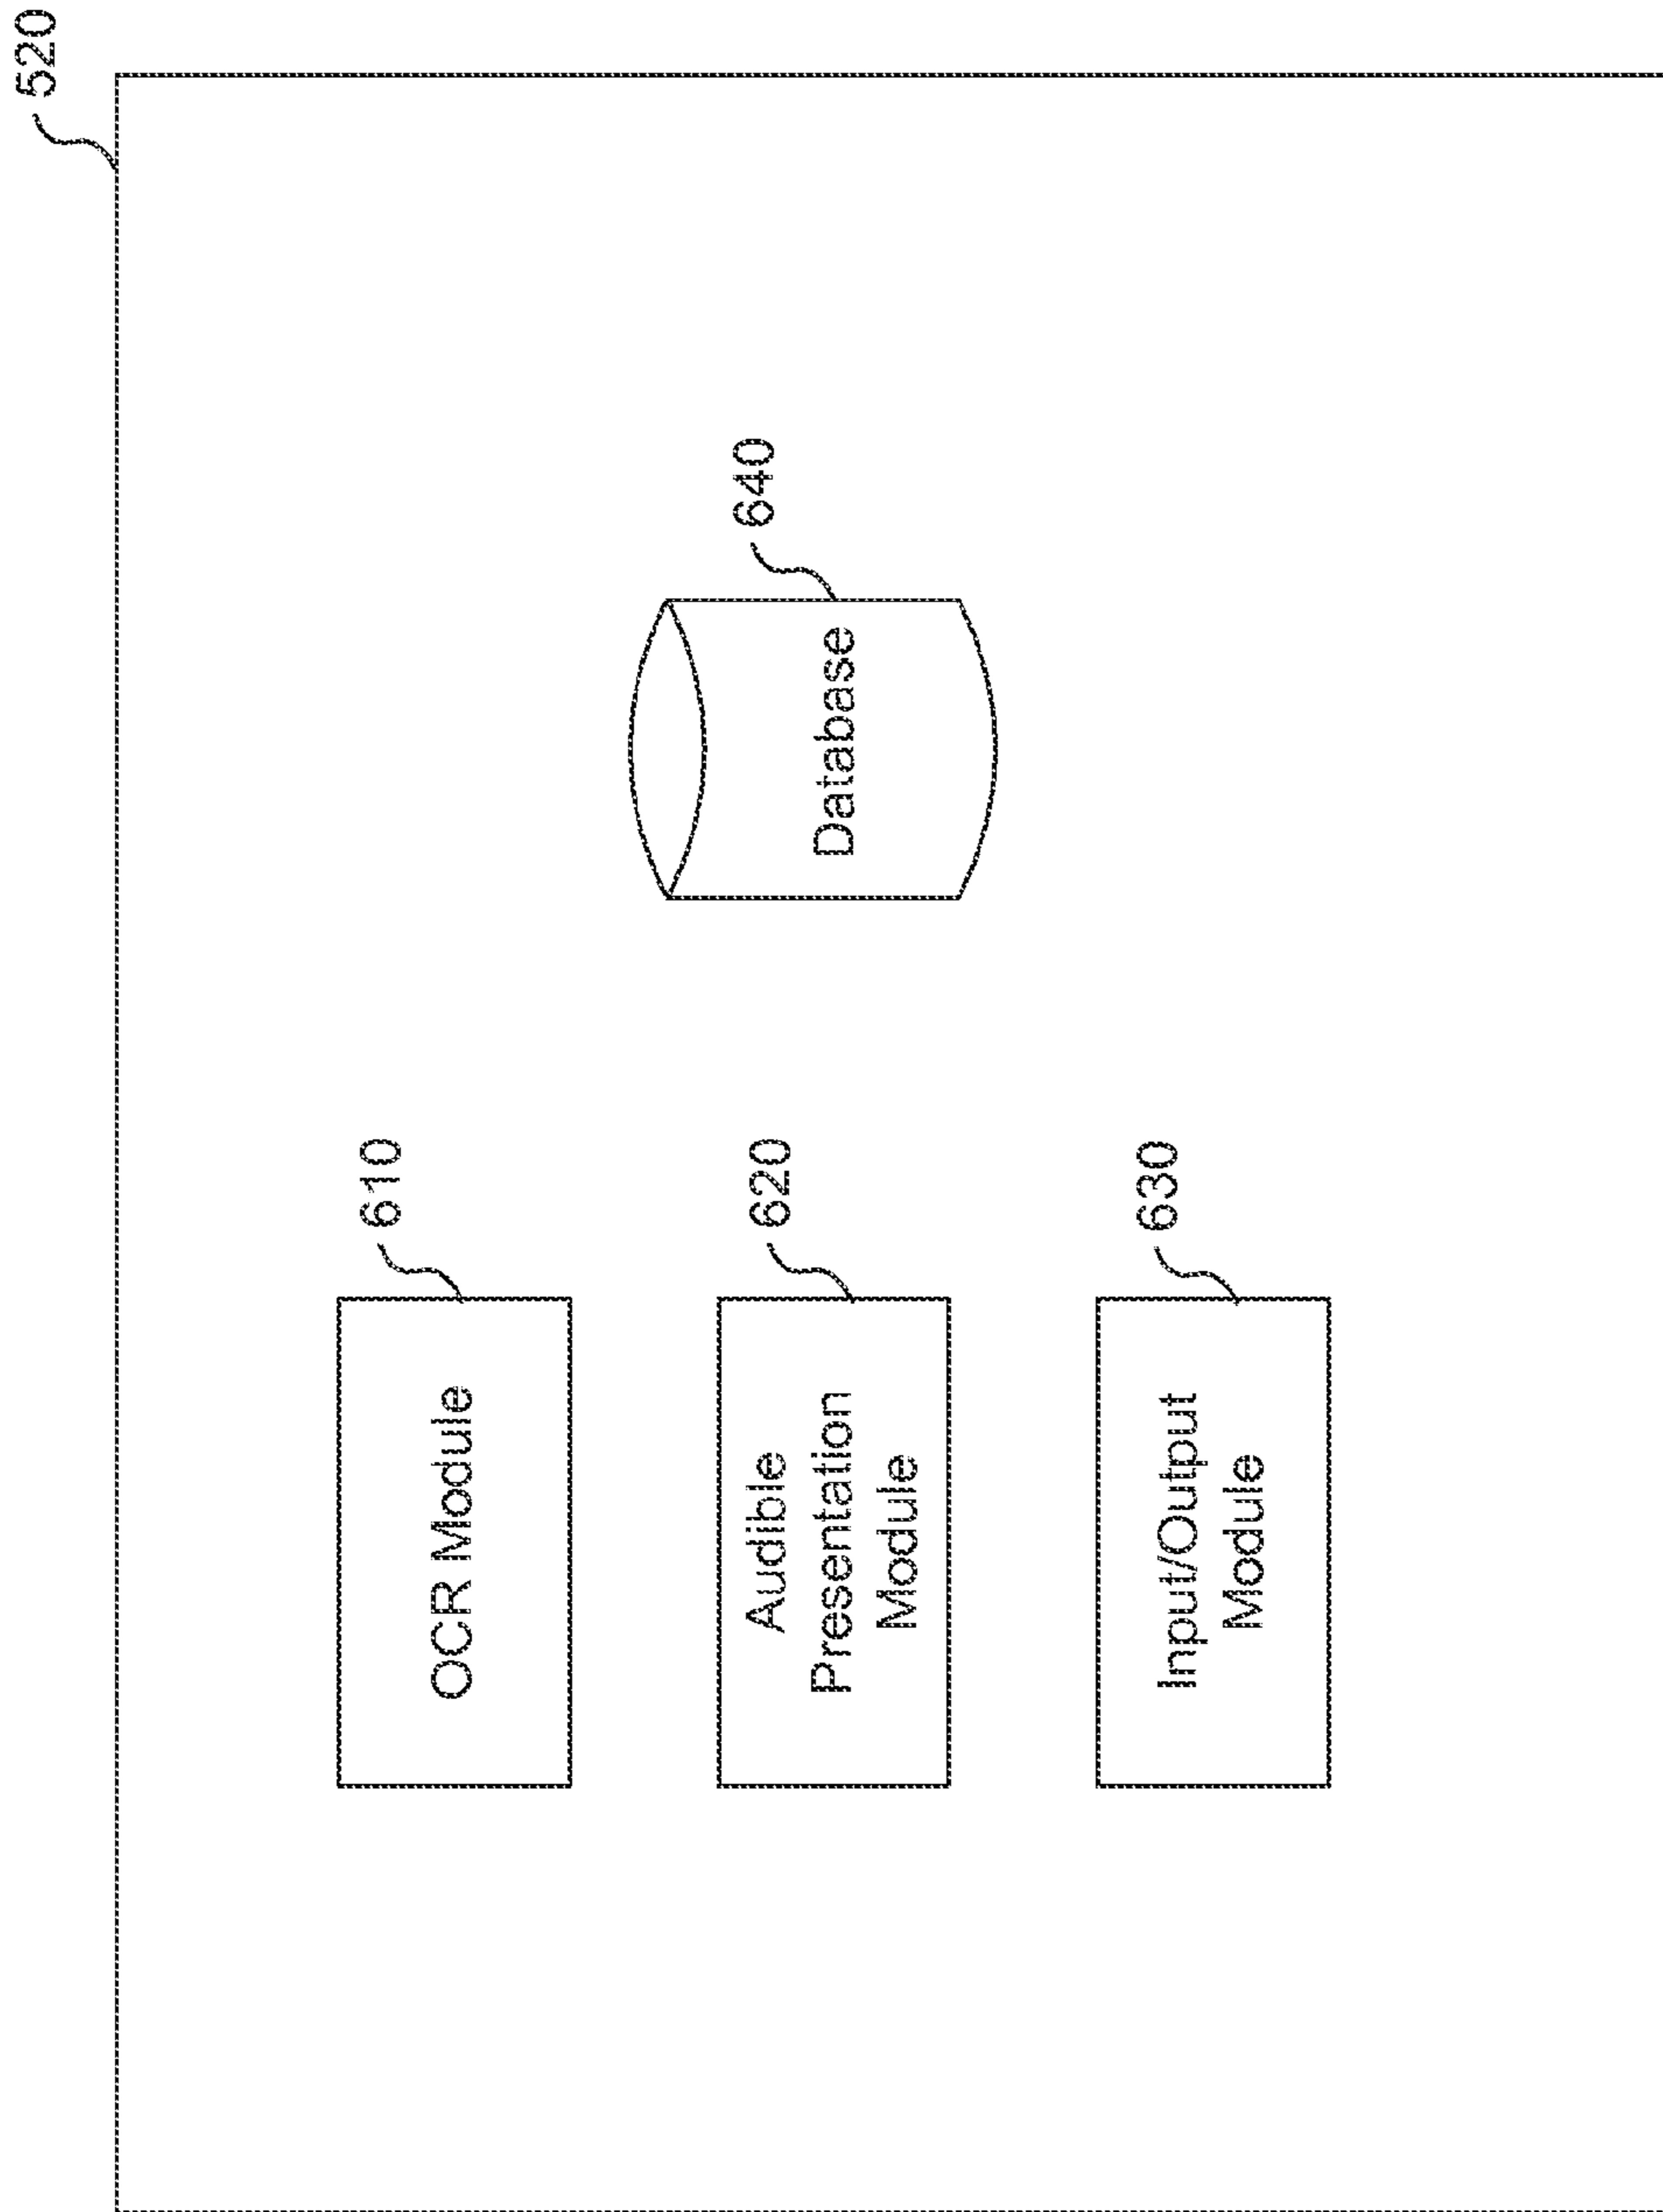 520
610
OCR Module
620
Audible
Presentation
Module
630
Input/Output
Module
640
Database